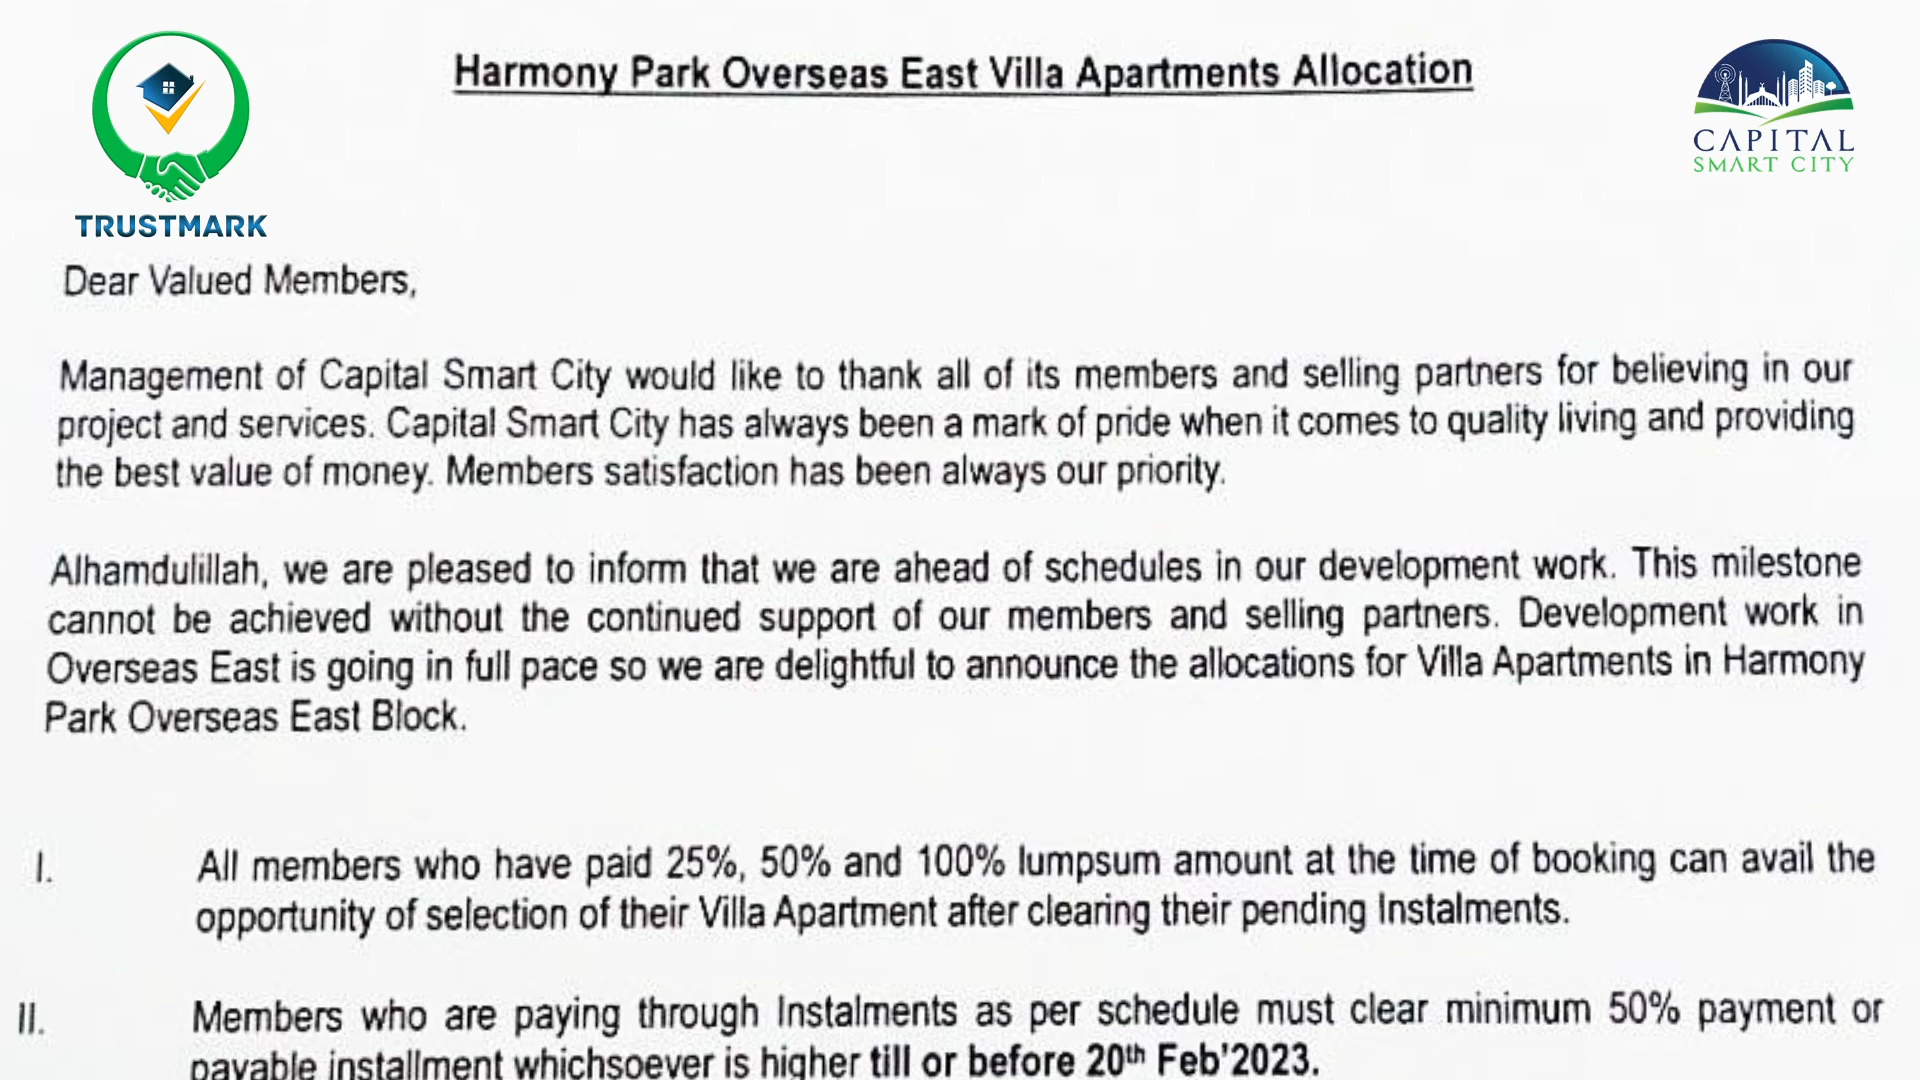 Harmony Park Overseas East Villa Apartments Allocation
TRUSTMARK
CAPITAL
SMART CITY
Dear Valued Members,
Management of Capital Smart City would like to thank all of its members and selling partners for believing in our
project and services. Capital Smart City has always been a mark of pride when it comes to quality living and providing
the best value of money. Members satisfaction has been always our priority.
Alhamdulillah, we are pleased to inform that we are ahead of schedules in our development work. This milestone
cannot be achieved without the continued support of our members and selling partners. Development work in
Overseas East is going in full pace so we are delightful to announce the allocations for Villa Apartments in Harmony
Park Overseas East Block.
I. All members who have paid 25%, 50% and 100% lumpsum amount at the time of booking can avail the
opportunity of selection of their Villa Apartment after clearing their pending Instalments.
II. Members who are paying through Instalments as per schedule must clear minimum 50% payment or
payable installment whichsoever is higher till or before 20th Feb'2023.